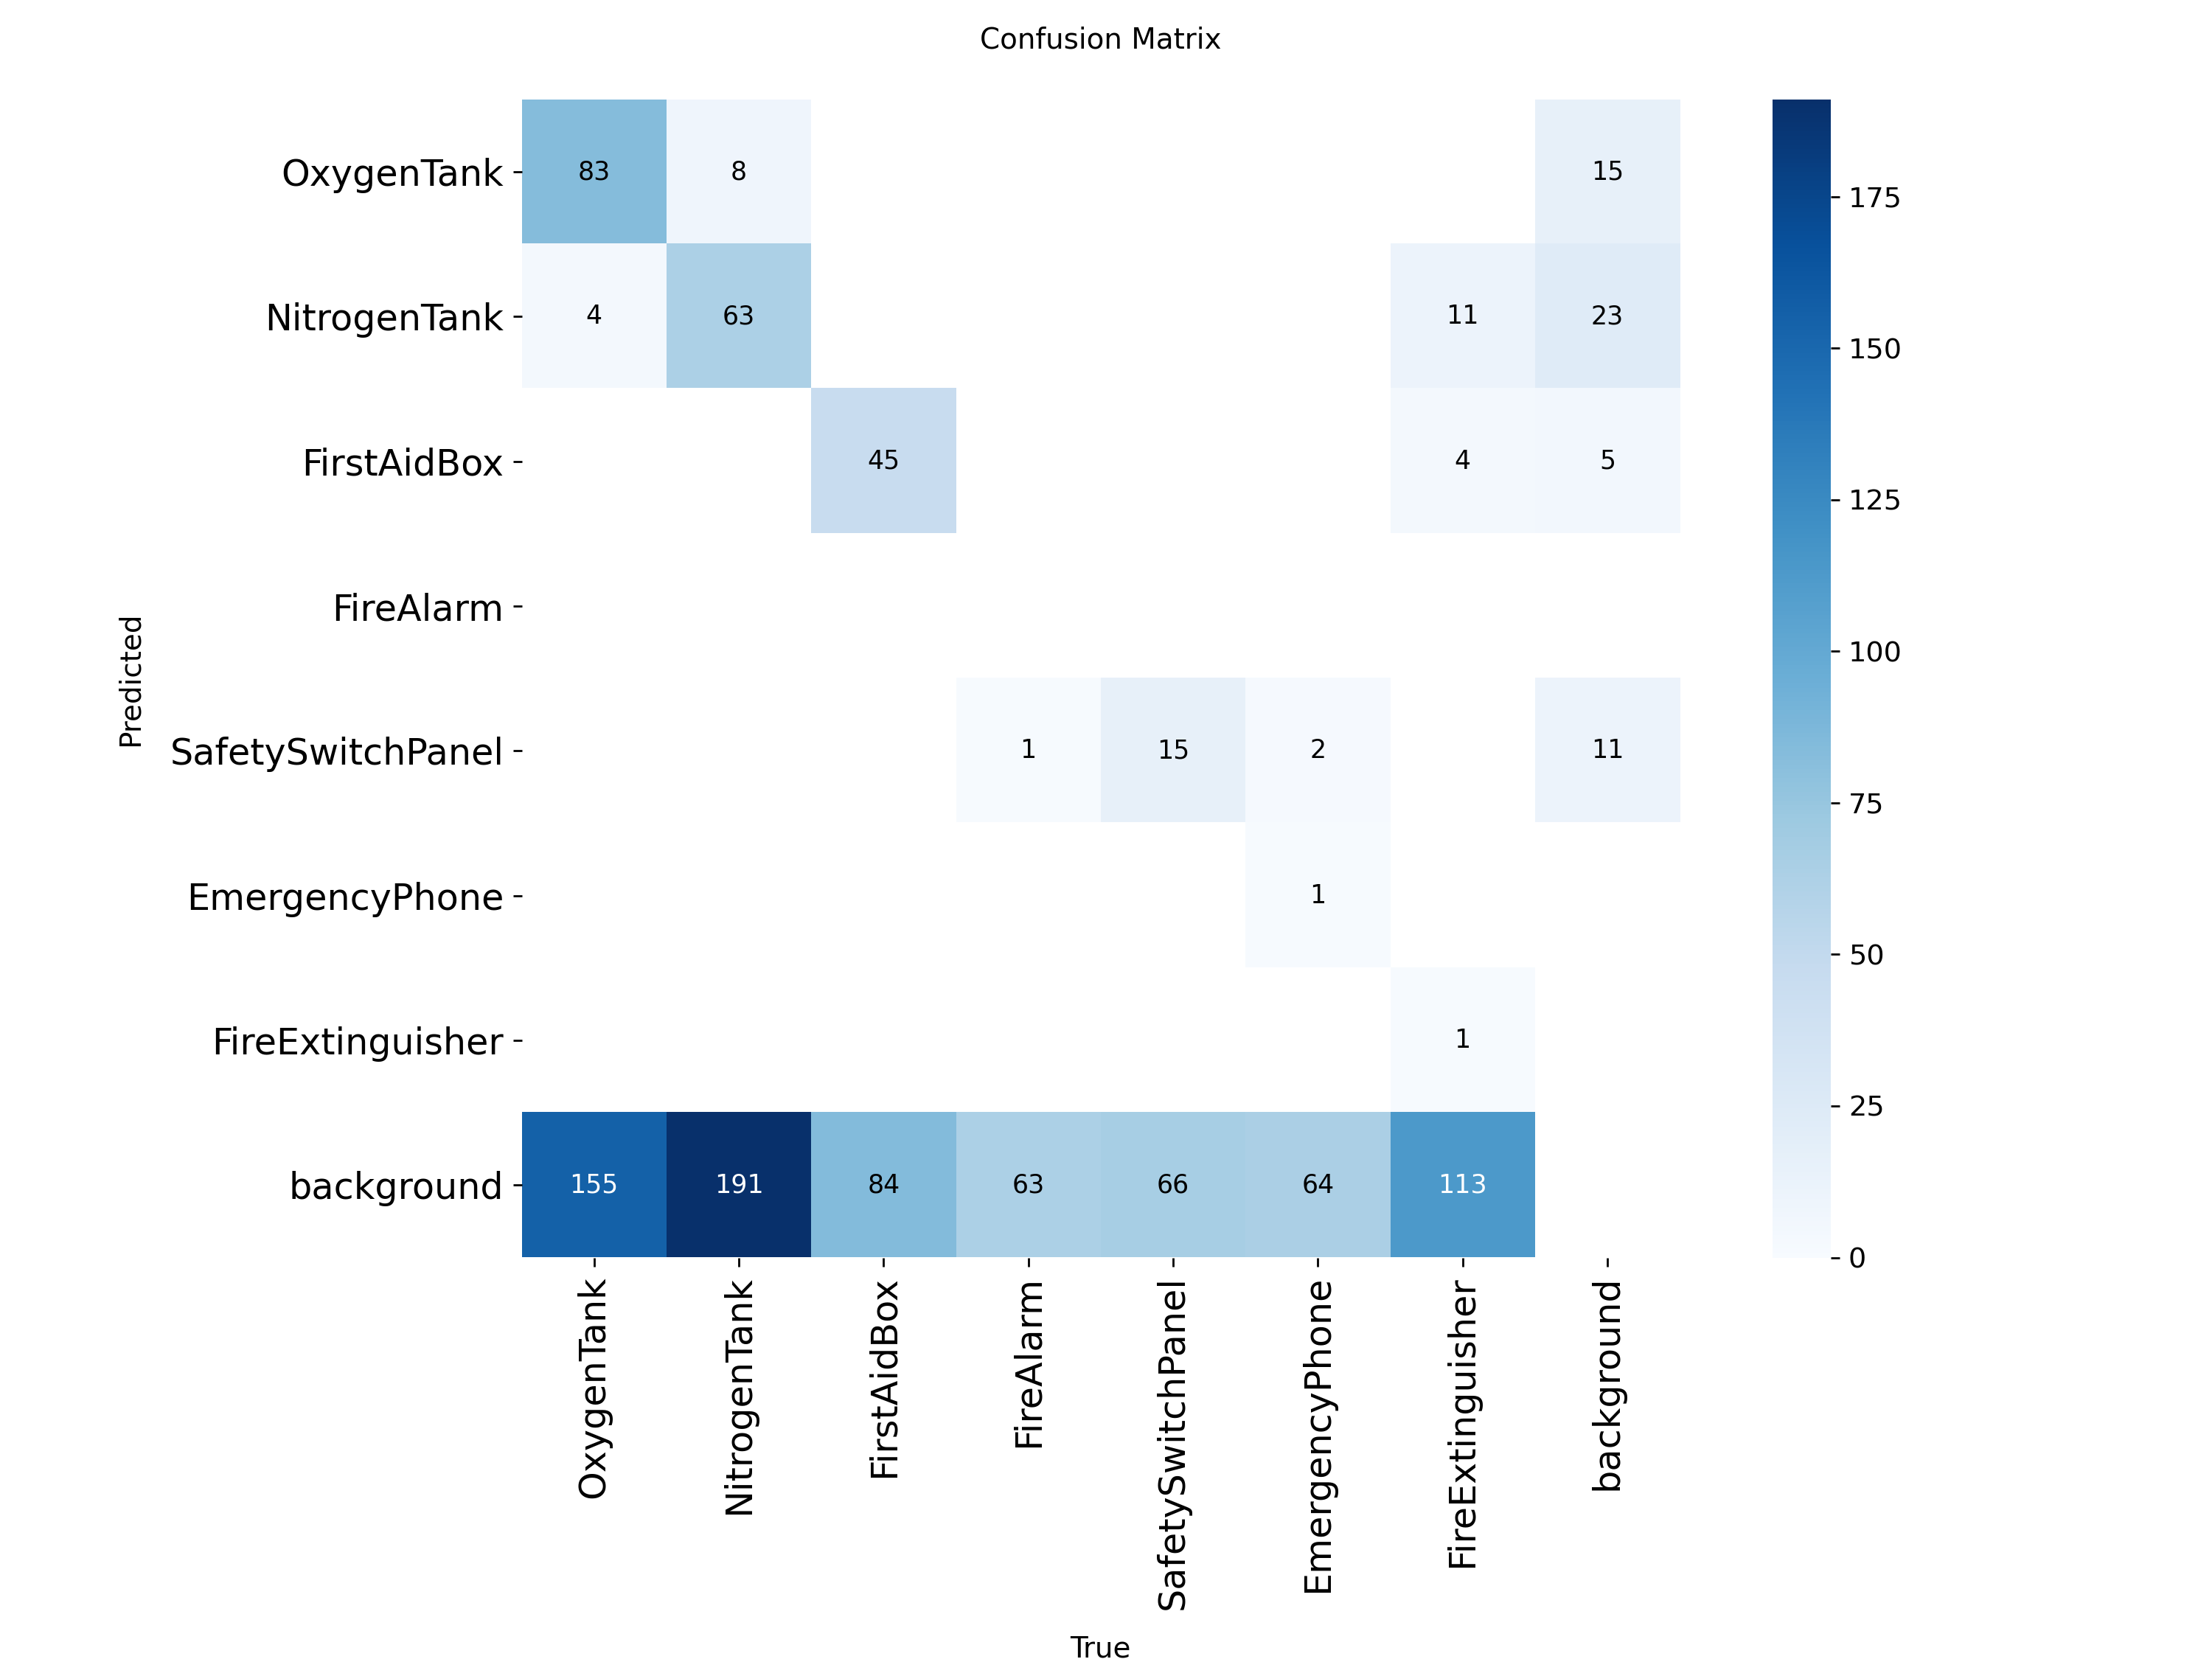 Confusion Matrix
OxygenTank 83 8 15
NitrogenTank 4 63 11 23
FirstAidBox 45 4 5
FireAlarm
SafetySwitchPanel 1 15 2 11
EmergencyPhone 1
FireExtinguisher 1
background 155 191 84 63 66 64 113
Predicted
OxygenTank
NitrogenTank
FirstAidBox
FireAlarm
SafetySwitchPanel
EmergencyPhone
FireExtinguisher
background
True
175
150
125
100
75
50
25
0